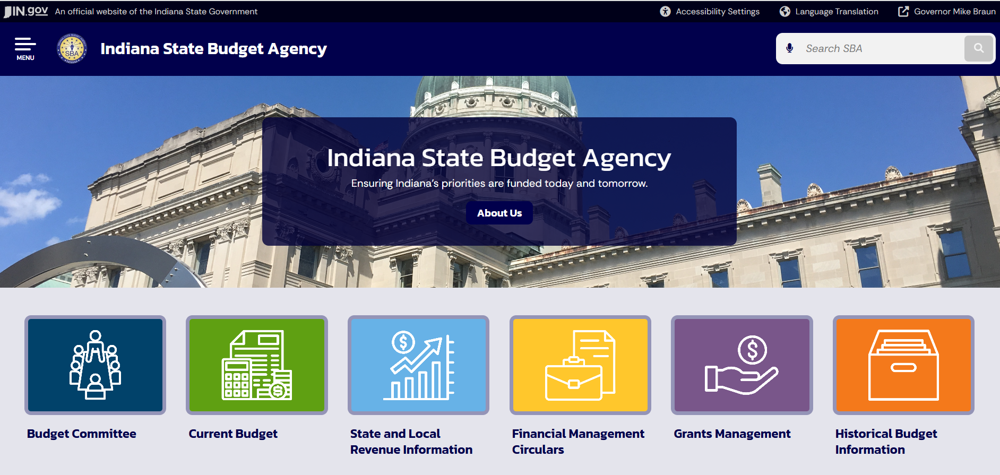 IN.gov An official website of the Indiana State Government Accessibility Settings Language Translation Governor Mike Braun
MENU SBA Indiana State Budget Agency Search SBA
Indiana State Budget Agency
Ensuring Indiana's priorities are funded today and tomorrow.
About Us
Budget Committee
Current Budget
State and Local
Revenue Information
Financial Management
Circulars
Grants Management
Historical Budget
Information